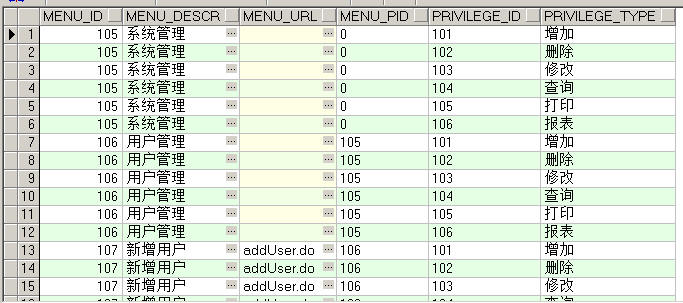 MENU_ID MENU_DESCR MENU_URL MENU_PID PRIVILEGE_ID PRIVILEGE_TYPE
1 105 系统管理 ... 0 101 增加
2 105 系统管理 ... 0 102 删除
3 105 系统管理 ... 0 103 修改
4 105 系统管理 ... 0 104 查询
5 105 系统管理 ... 0 105 打印
6 105 系统管理 ... 0 106 报表
7 106 用户管理 ... 105 101 增加
8 106 用户管理 ... 105 102 删除
9 106 用户管理 ... 105 103 修改
10 106 用户管理 ... 105 104 查询
11 106 用户管理 ... 105 105 打印
12 106 用户管理 ... 105 106 报表
13 107 新增用户 ... addUser.do ... 106 101 增加
14 107 新增用户 ... addUser.do ... 106 102 删除
15 107 新增用户 ... addUser.do ... 106 103 修改